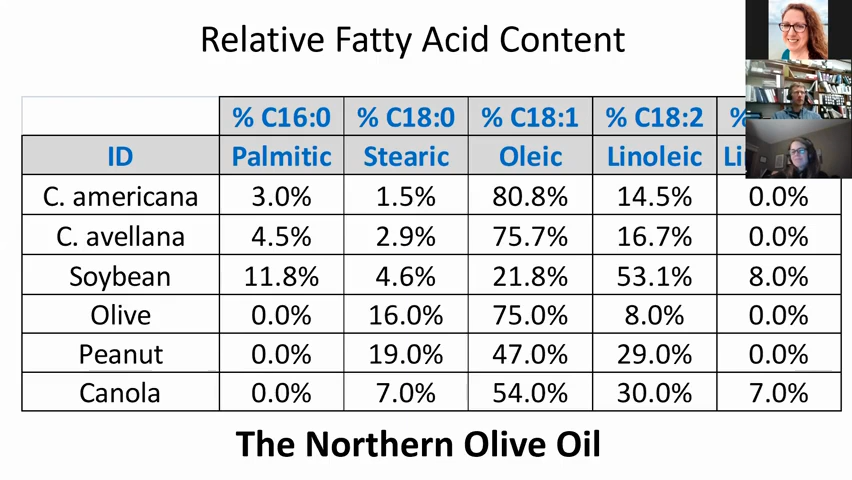 Relative Fatty Acid Content
% C16:0 % C18:0 % C18:1 % C18:2 %
ID Palmitic Stearic Oleic Linoleic
C. americana 3.0% 1.5% 80.8% 14.5% 0.0%
C. avellana 4.5% 2.9% 75.7% 16.7% 0.0%
Soybean 11.8% 4.6% 21.8% 53.1% 8.0%
Olive 0.0% 16.0% 75.0% 8.0% 0.0%
Peanut 0.0% 19.0% 47.0% 29.0% 0.0%
Canola 0.0% 7.0% 54.0% 30.0% 7.0%
The Northern Olive Oil